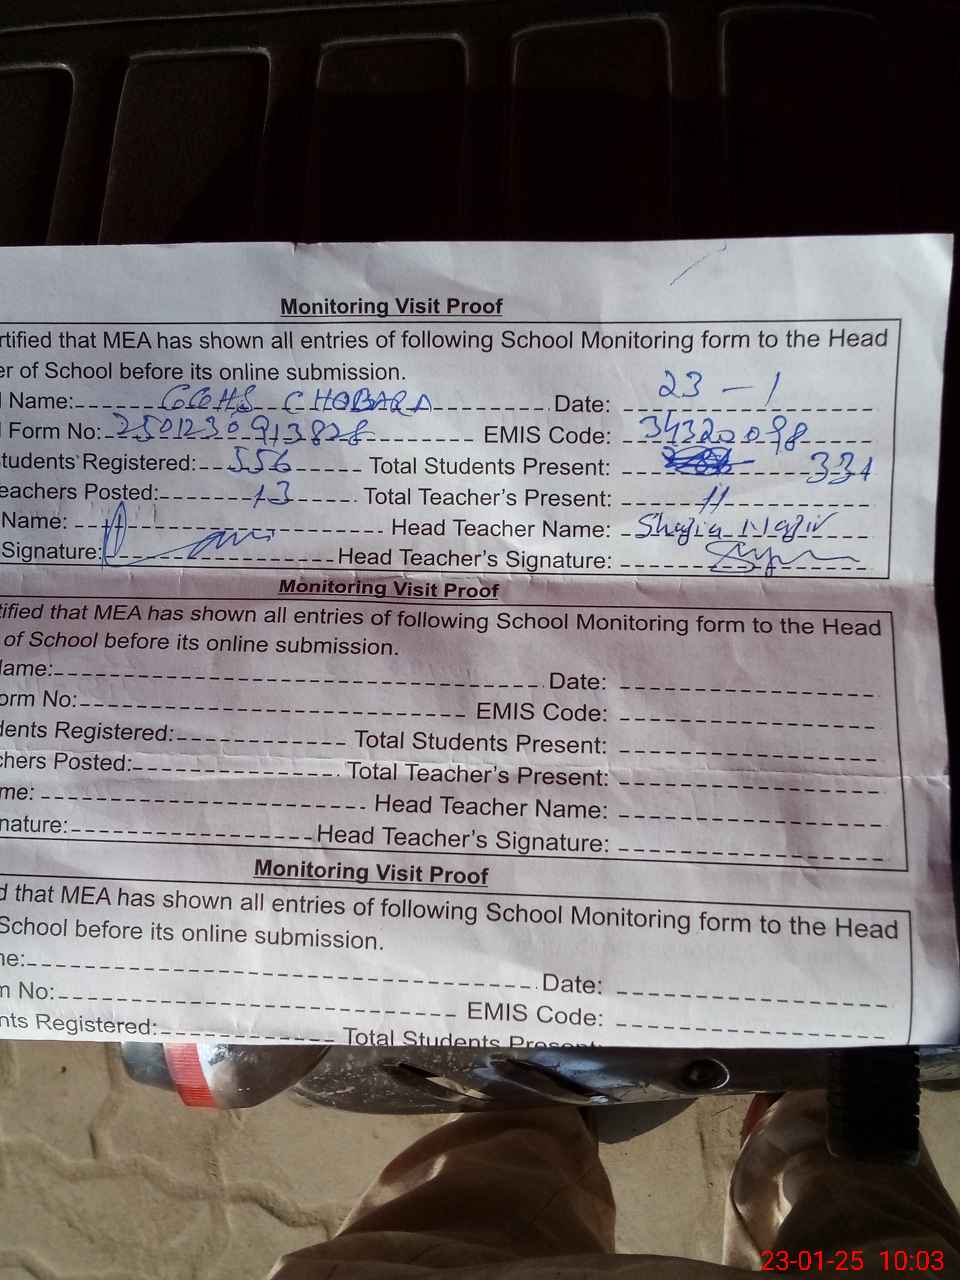 Monitoring Visit Proof
rtified that MEA has shown all entries of following School Monitoring form to the Head
er of School before its online submission.
l Name: GGHS CHOBARA Date: 23-1
l Form No: 2501230913828 EMIS Code: 34320098
tudents Registered: 556 Total Students Present: 331
eachers Posted: 13 Total Teacher's Present: 11
Name: Head Teacher Name: Shazia Nazir
Signature: Head Teacher's Signature:
Monitoring Visit Proof
tified that MEA has shown all entries of following School Monitoring form to the Head
of School before its online submission.
ame: Date:
orm No: EMIS Code:
dents Registered: Total Students Present:
chers Posted: Total Teacher's Present:
me: Head Teacher Name:
nature: Head Teacher's Signature:
Monitoring Visit Proof
d that MEA has shown all entries of following School Monitoring form to the Head
School before its online submission.
ne: Date:
m No: EMIS Code:
nts Registered: Total Students Present:
23-01-25 10:03